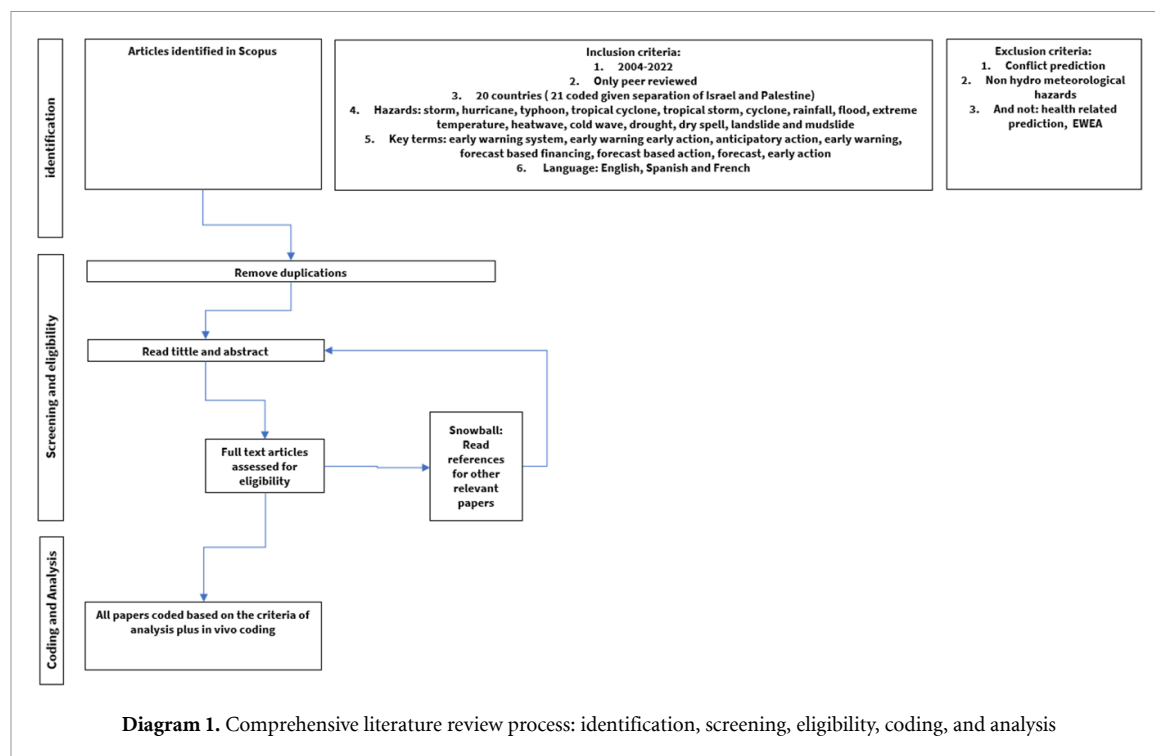 identification
Articles identified in Scopus
Inclusion criteria:
1. 2004-2022
2. Only peer reviewed
3. 20 countries ( 21 coded given separation of Israel and Palestine)
4. Hazards: storm, hurricane, typhoon, tropical cyclone, tropical storm, cyclone, rainfall, flood, extreme
temperature, heatwave, cold wave, drought, dry spell, landslide and mudslide
5. Key terms: early warning system, early warning early action, anticipatory action, early warning,
forecast based financing, forecast based action, forecast, early action
6. Language: English, Spanish and French
Exclusion criteria:
1. Conflict prediction
2. Non hydro meteorological
hazards
3. And not: health related
prediction, EWEA
Screening and eligibility
Remove duplications
Read tittle and abstract
Full text articles
assessed for
eligibility
Snowball:
Read
references
for other
relevant
papers
Coding and Analysis
All papers coded based on the criteria of
analysis plus in vivo coding
Diagram 1. Comprehensive literature review process: identification, screening, eligibility, coding, and analysis